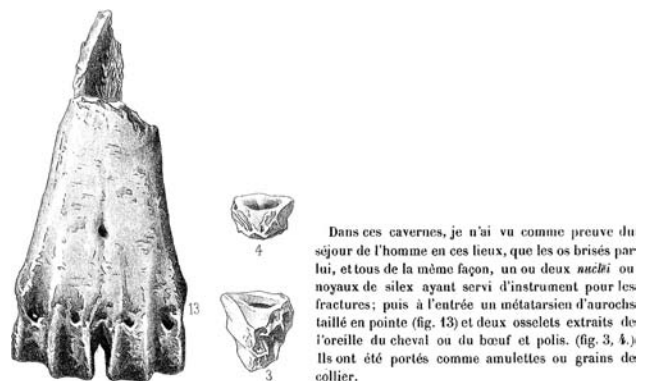 13
4
3
Dans ces cavernes, je n'ai vu comme preuve du
séjour de l'homme en ces lieux, que les os brisés par
lui, et tous de la même façon, un ou deux nucléi ou
noyaux de silex ayant servi d'instrument pour les
fractures; puis à l'entrée un métatarsien d'aurochs
taillé en pointe (fig. 13) et deux osselets extraits de
l'oreille du cheval ou du bœuf et polis. (fig. 3, 4.)
Ils ont été portés comme amulettes ou grains de
collier.